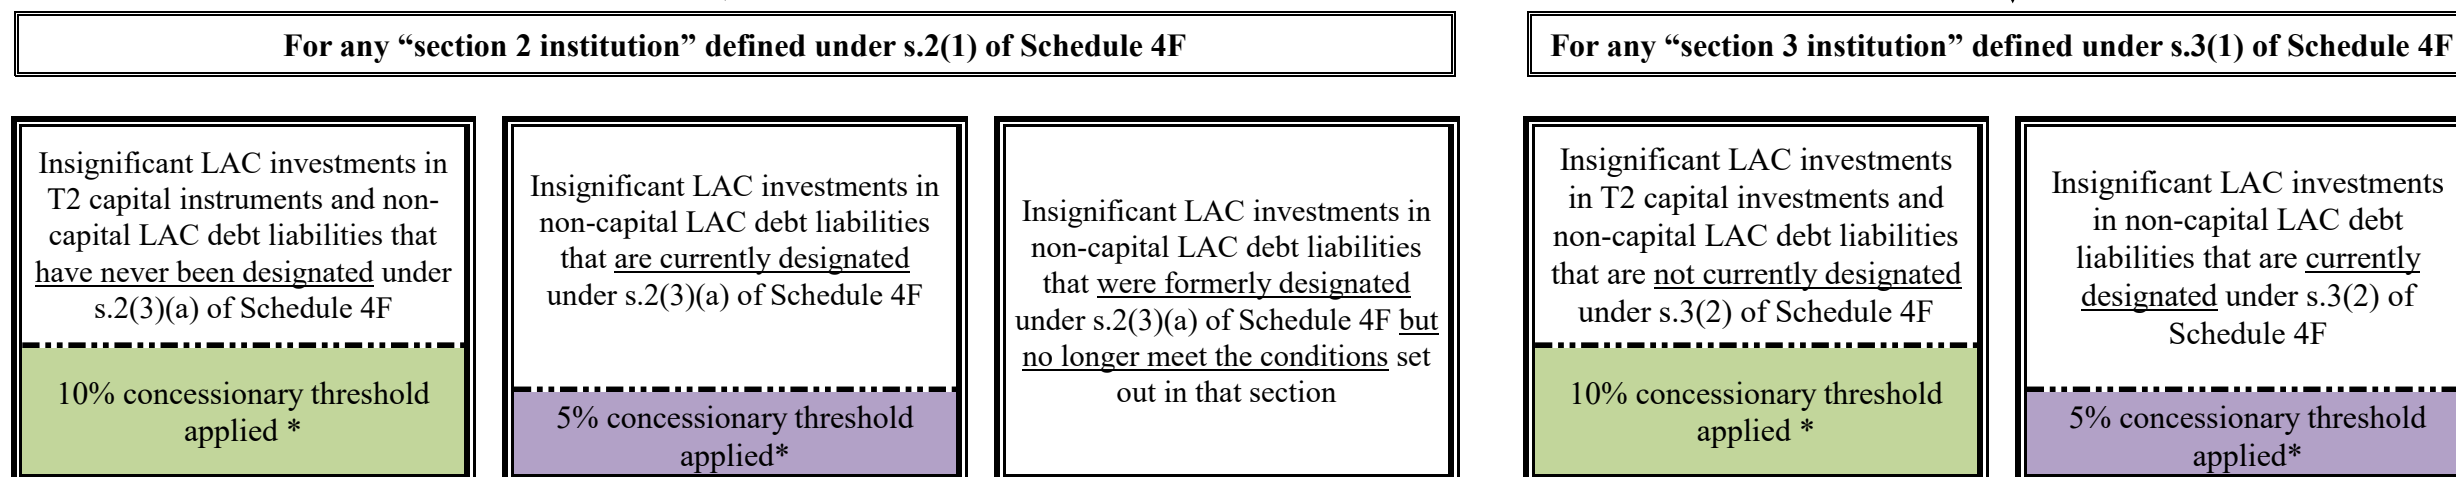 For any “section 2 institution” defined under s.2(1) of Schedule 4F
For any “section 3 institution” defined under s.3(1) of Schedule 4F
Insignificant LAC investments in
T2 capital instruments and non-
capital LAC debt liabilities that
have never been designated under
s.2(3)(a) of Schedule 4F
10% concessionary threshold
applied *
Insignificant LAC investments in
non-capital LAC debt liabilities
that are currently designated
under s.2(3)(a) of Schedule 4F
5% concessionary threshold
applied*
Insignificant LAC investments in
non-capital LAC debt liabilities
that were formerly designated
under s.2(3)(a) of Schedule 4F but
no longer meet the conditions set
out in that section
Insignificant LAC investments
in T2 capital investments and
non-capital LAC debt liabilities
that are not currently designated
under s.3(2) of Schedule 4F
10% concessionary threshold
applied *
Insignificant LAC investments
in non-capital LAC debt
liabilities that are currently
designated under s.3(2) of
Schedule 4F
5% concessionary threshold
applied*